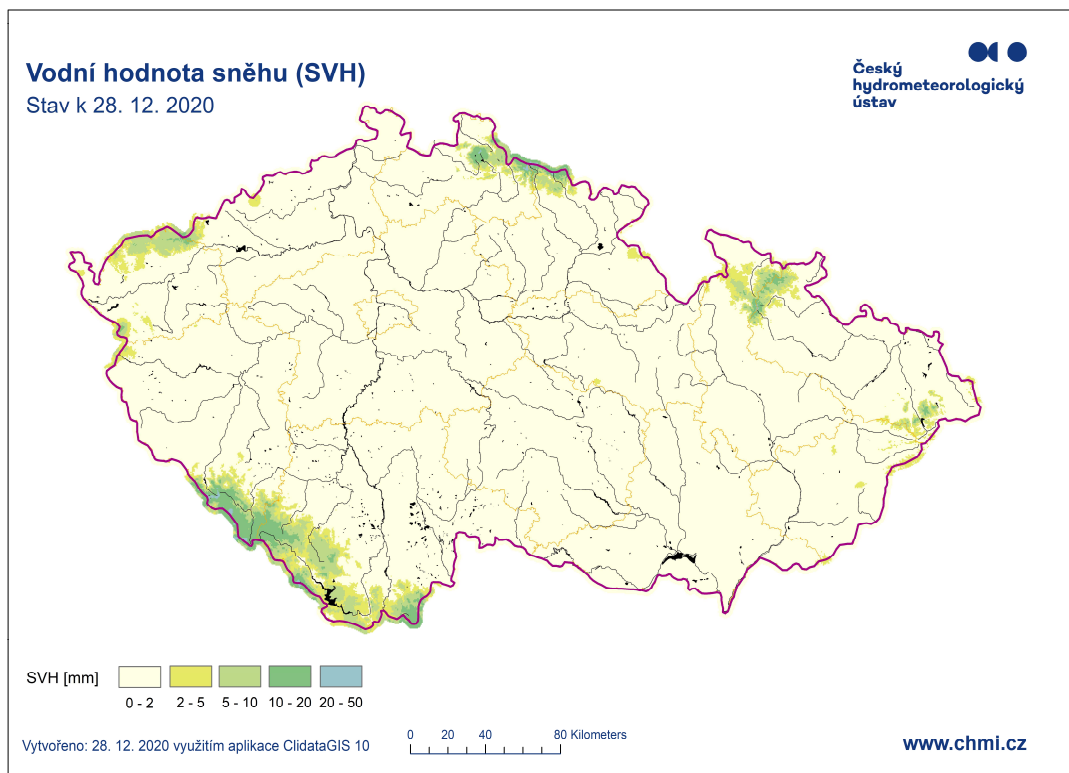 Vodní hodnota sněhu (SVH)
Stav k 28. 12. 2020
Český
hydrometeorologický
ústav
SVH [mm]
0 - 2
2 - 5
5 - 10
10 - 20
20 - 50
Vytvořeno: 28. 12. 2020 využitím aplikace ClidataGIS 10
0 20 40 80 Kilometers
www.chmi.cz